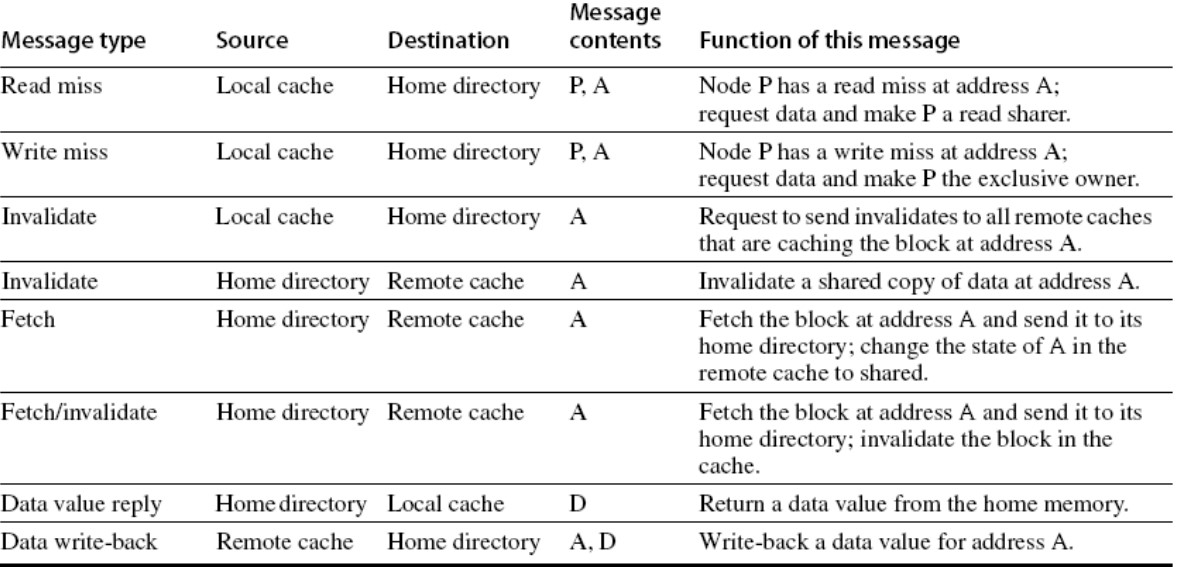 Message type Source Destination Message contents Function of this message
Read miss Local cache Home directory P, A Node P has a read miss at address A;
request data and make P a read sharer.
Write miss Local cache Home directory P, A Node P has a write miss at address A;
request data and make P the exclusive owner.
Invalidate Local cache Home directory A Request to send invalidates to all remote caches
that are caching the block at address A.
Invalidate Home directory Remote cache A Invalidate a shared copy of data at address A.
Fetch Home directory Remote cache A Fetch the block at address A and send it to its
home directory; change the state of A in the
remote cache to shared.
Fetch/invalidate Home directory Remote cache A Fetch the block at address A and send it to its
home directory; invalidate the block in the
cache.
Data value reply Home directory Local cache D Return a data value from the home memory.
Data write-back Remote cache Home directory A, D Write-back a data value for address A.